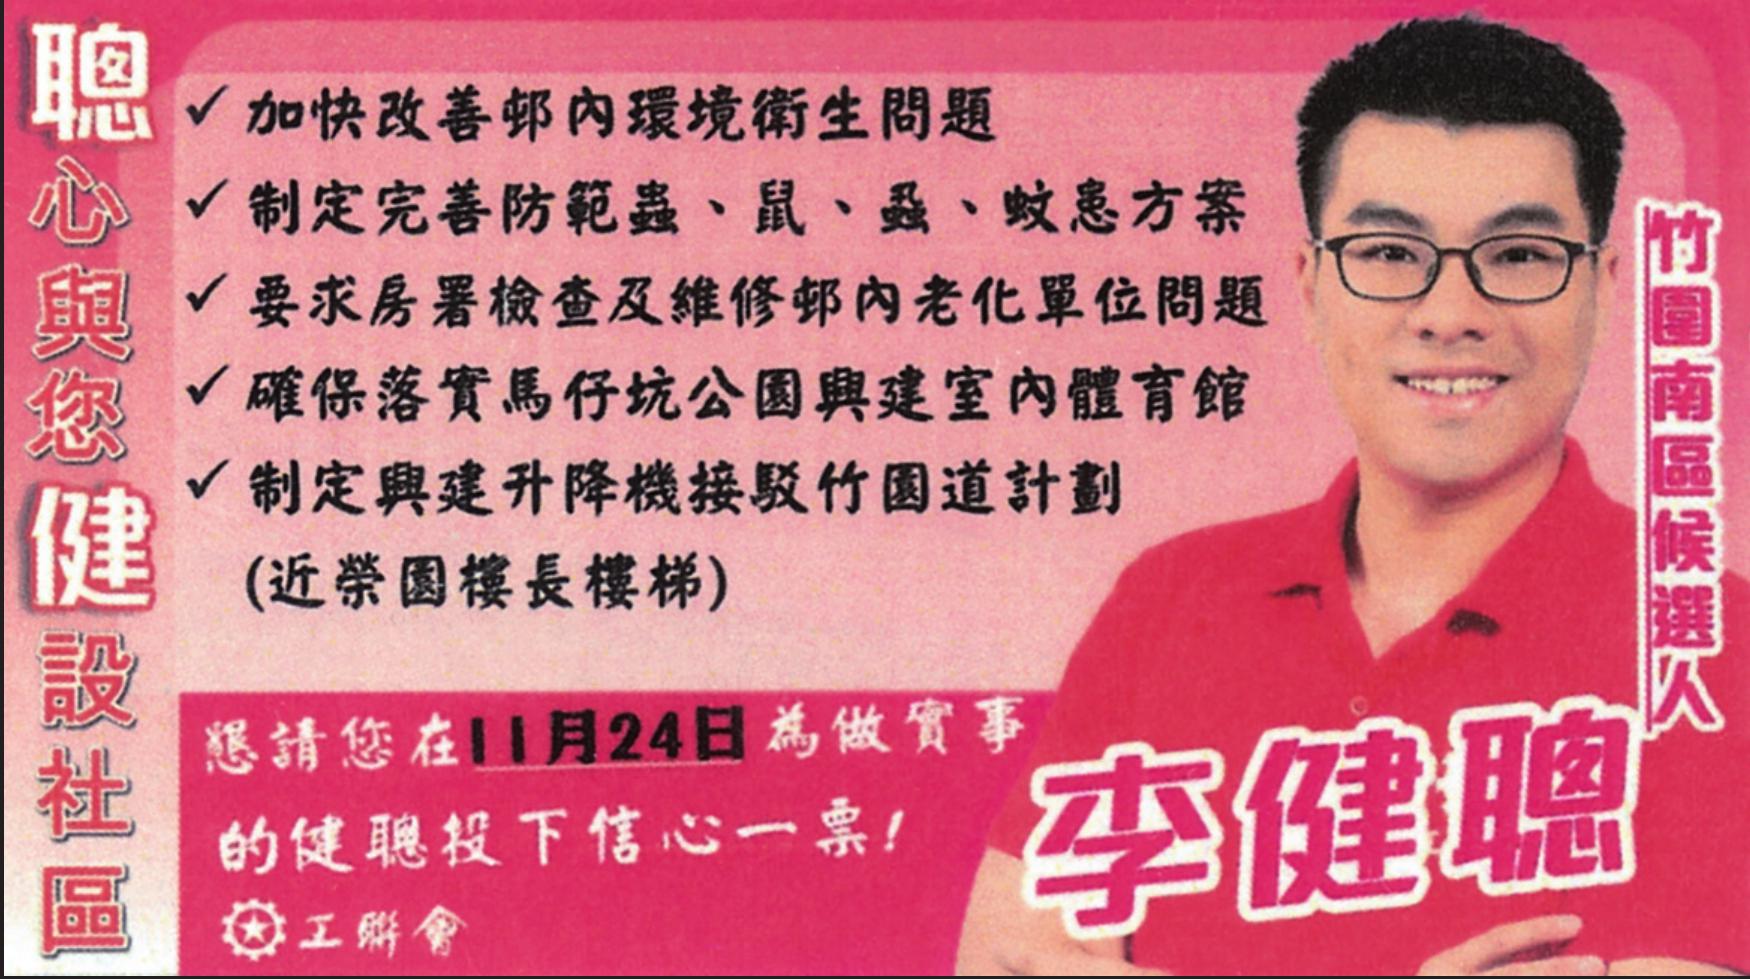 聰心與您健設社區
✓ 加快改善邨內環境衛生問題
✓ 制定完善防範蟲、鼠、蝨、蚊患方案
✓ 要求房署檢查及維修邨內老化單位問題
✓ 確保落實馬仔坑公園興建室內體育館
✓ 制定興建升降機接駁竹園道計劃
(近榮園樓長樓梯)
竹園南區候選人
李健聰
懇請您在11月24日為做實事
的健聰投下信心一票!
工聯會